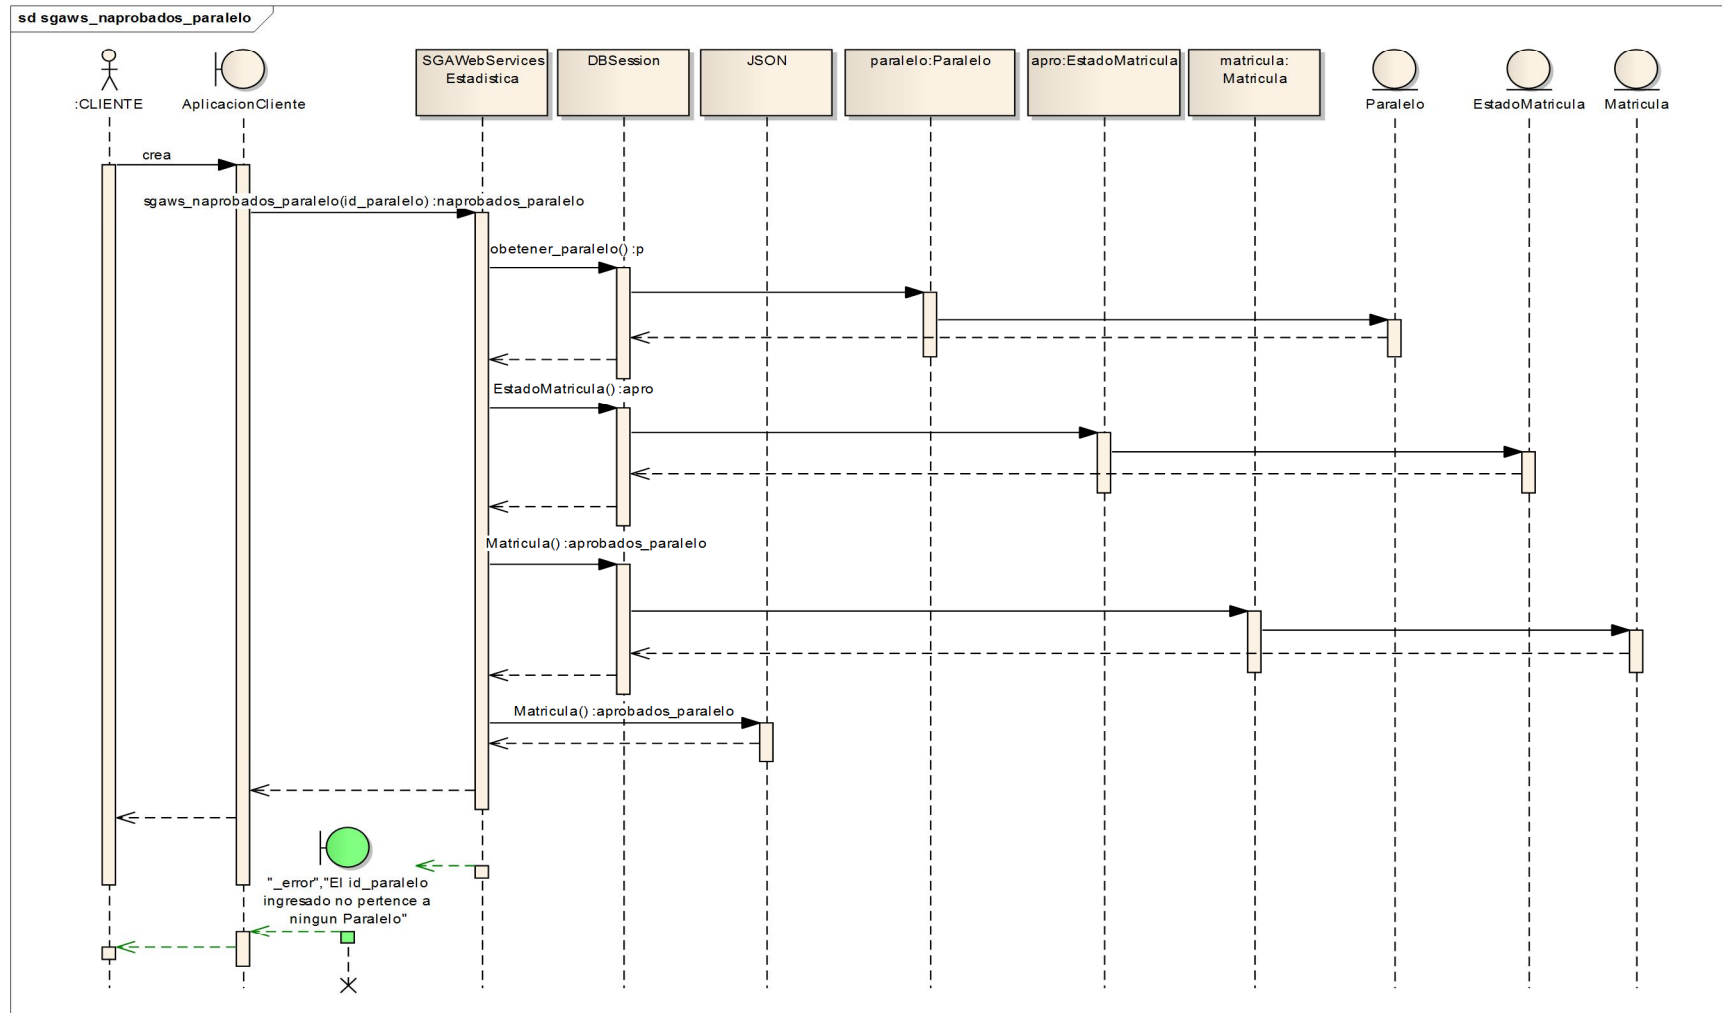 sd sgaws_naprobados_paralelo
:CLIENTE
AplicacionCliente
SGAWebServices
Estadistica
DBSession
JSON
paralelo:Paralelo
apro:EstadoMatricula
matricula:
Matricula
Paralelo
EstadoMatricula
Matricula
crea
sgaws_naprobados_paralelo(id_paralelo) :naprobados_paralelo
obetener_paralelo() :p
EstadoMatricula() :apro
Matricula() :aprobados_paralelo
Matricula() :aprobados_paralelo
"_error","El id_paralelo
ingresado no pertence a
ningun Paralelo"